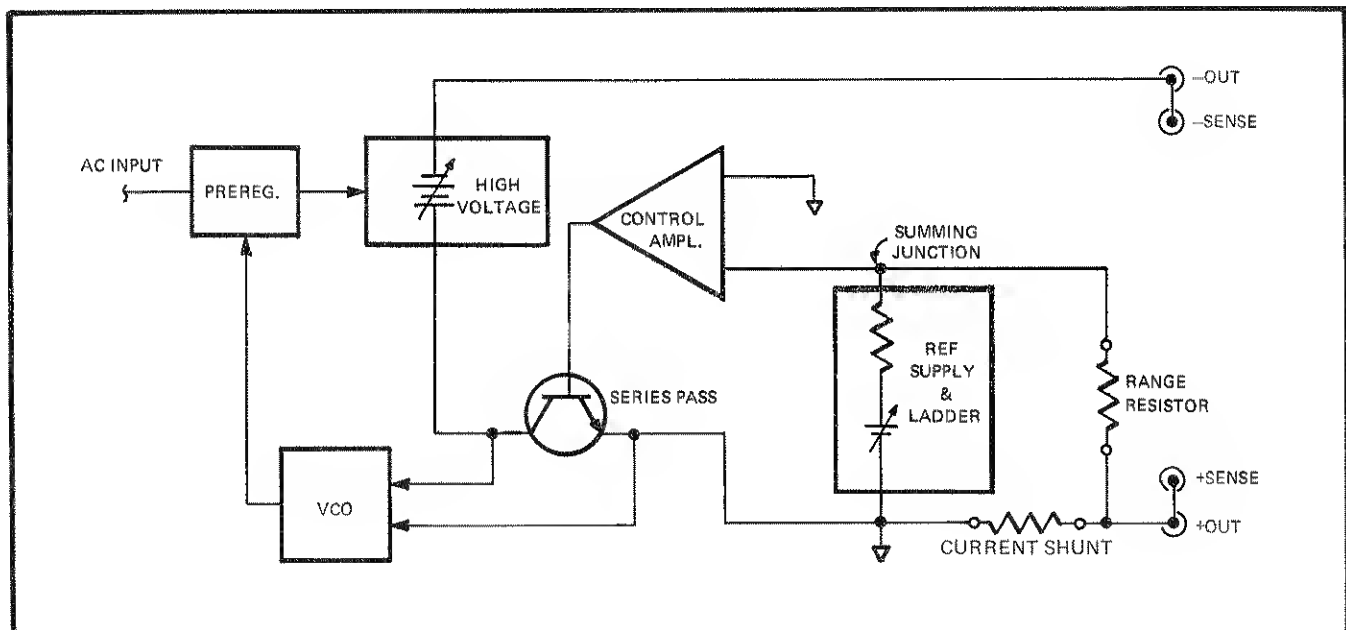 –OUT
–SENSE
AC INPUT
PREREG.
HIGH
VOLTAGE
CONTROL
AMPL.
SUMMING
JUNCTION
REF
SUPPLY
&
LADDER
RANGE
RESISTOR
SERIES PASS
VCO
+SENSE
+OUT
CURRENT SHUNT